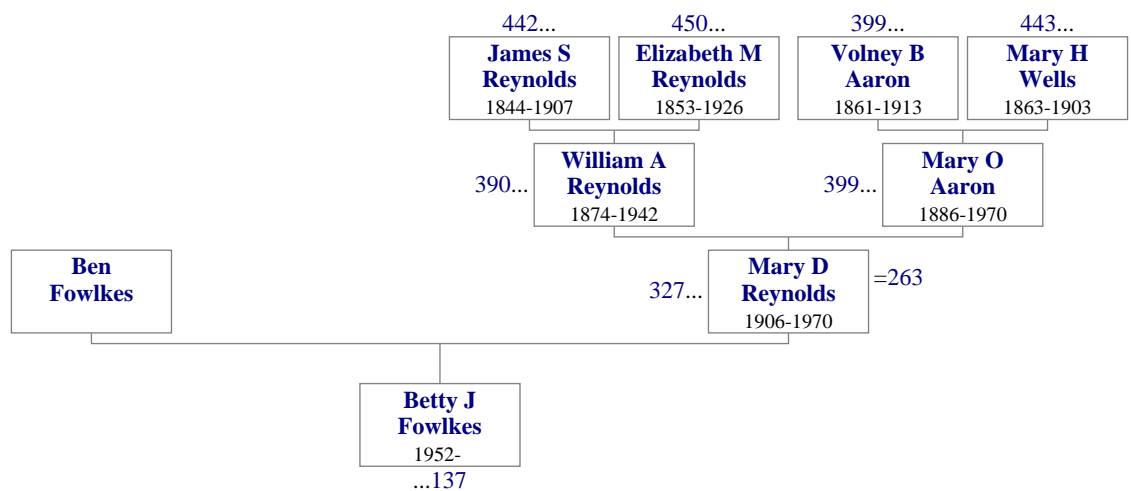 442...
450...
399...
443...
James S
Reynolds
1844-1907
Elizabeth M
Reynolds
1853-1926
Volney B
Aaron
1861-1913
Mary H
Wells
1863-1903
390...
William A
Reynolds
1874-1942
399...
Mary O
Aaron
1886-1970
Ben
Fowlkes
327...
Mary D
Reynolds
1906-1970
=263
Betty J
Fowlkes
1952-
...137